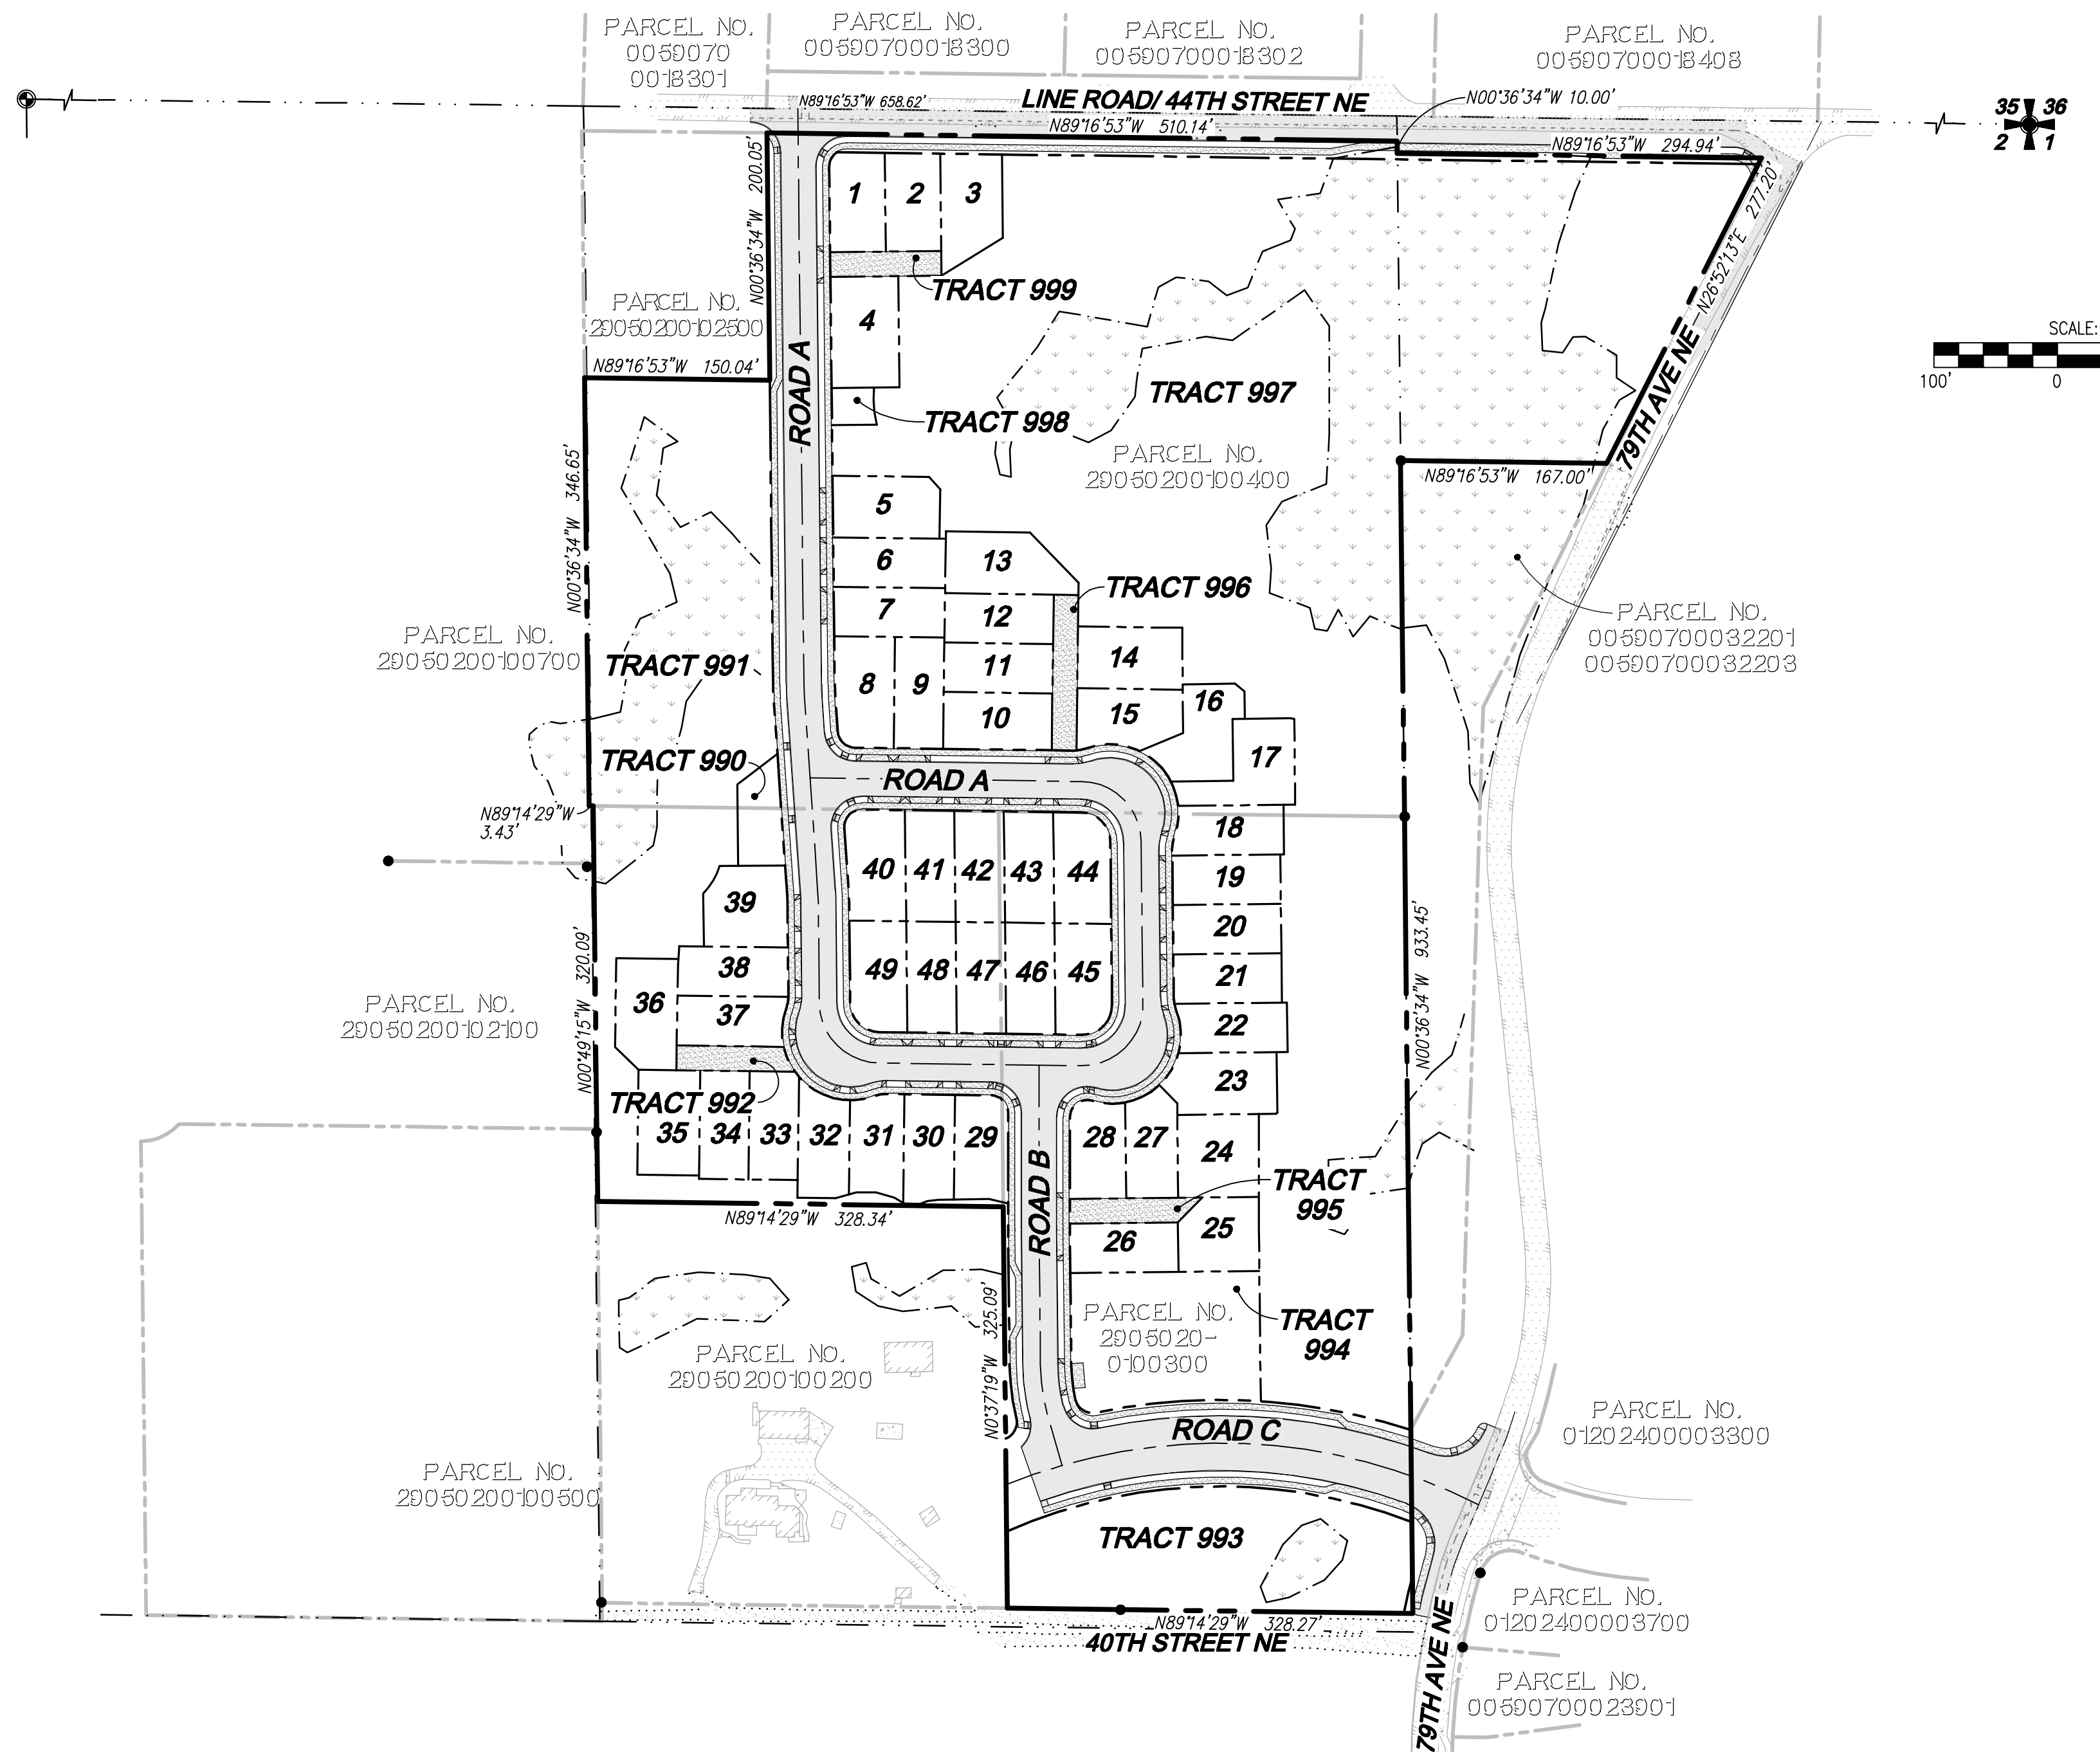 PARCEL NO.
0059070
0018301
PARCEL NO.
00590700018300
PARCEL NO.
00590700018302
PARCEL NO.
00590700018408
N89°16'53"W 658.62'
LINE ROAD/ 44TH STREET NE
N00°36'34"W 10.00'
N89°16'53"W 510.14'
N89°16'53"W 294.94'
35 36
2 1
N00°36'34"W 200.05'
1
2
3
TRACT 999
N26°52'13"E 277.20'
PARCEL NO.
29050200102500
4
ROAD A
SCALE:
100'
0
N89°16'53"W 150.04'
TRACT 997
TRACT 998
79TH AVE NE
PARCEL NO.
29050200100400
N89°16'53"W 167.00'
N00°36'34"W 346.65'
5
6
13
7
12
TRACT 996
PARCEL NO.
00590700032201
00590700032203
PARCEL NO.
29050200100700
TRACT 991
11
14
8
9
10
15
16
17
TRACT 990
ROAD A
N89°14'29"W
3.43'
18
40
41
42
43
44
19
39
20
N00°36'34"W 933.45'
N00°49'15"W 320.09'
38
49
48
47
46
45
21
36
37
22
PARCEL NO.
29050200102100
23
TRACT 992
35
34
33
32
31
30
29
28
27
24
ROAD B
TRACT
995
N89°14'29"W 328.34'
26
25
PARCEL NO.
2905020-
0100300
TRACT
994
N0°37'19"W 325.09'
PARCEL NO.
29050200100200
ROAD C
PARCEL NO.
01202400003300
PARCEL NO.
29050200100500
TRACT 993
PARCEL NO.
01202400003700
N89°14'29"W 328.27'
40TH STREET NE
79TH AVE NE
PARCEL NO.
00590700023901